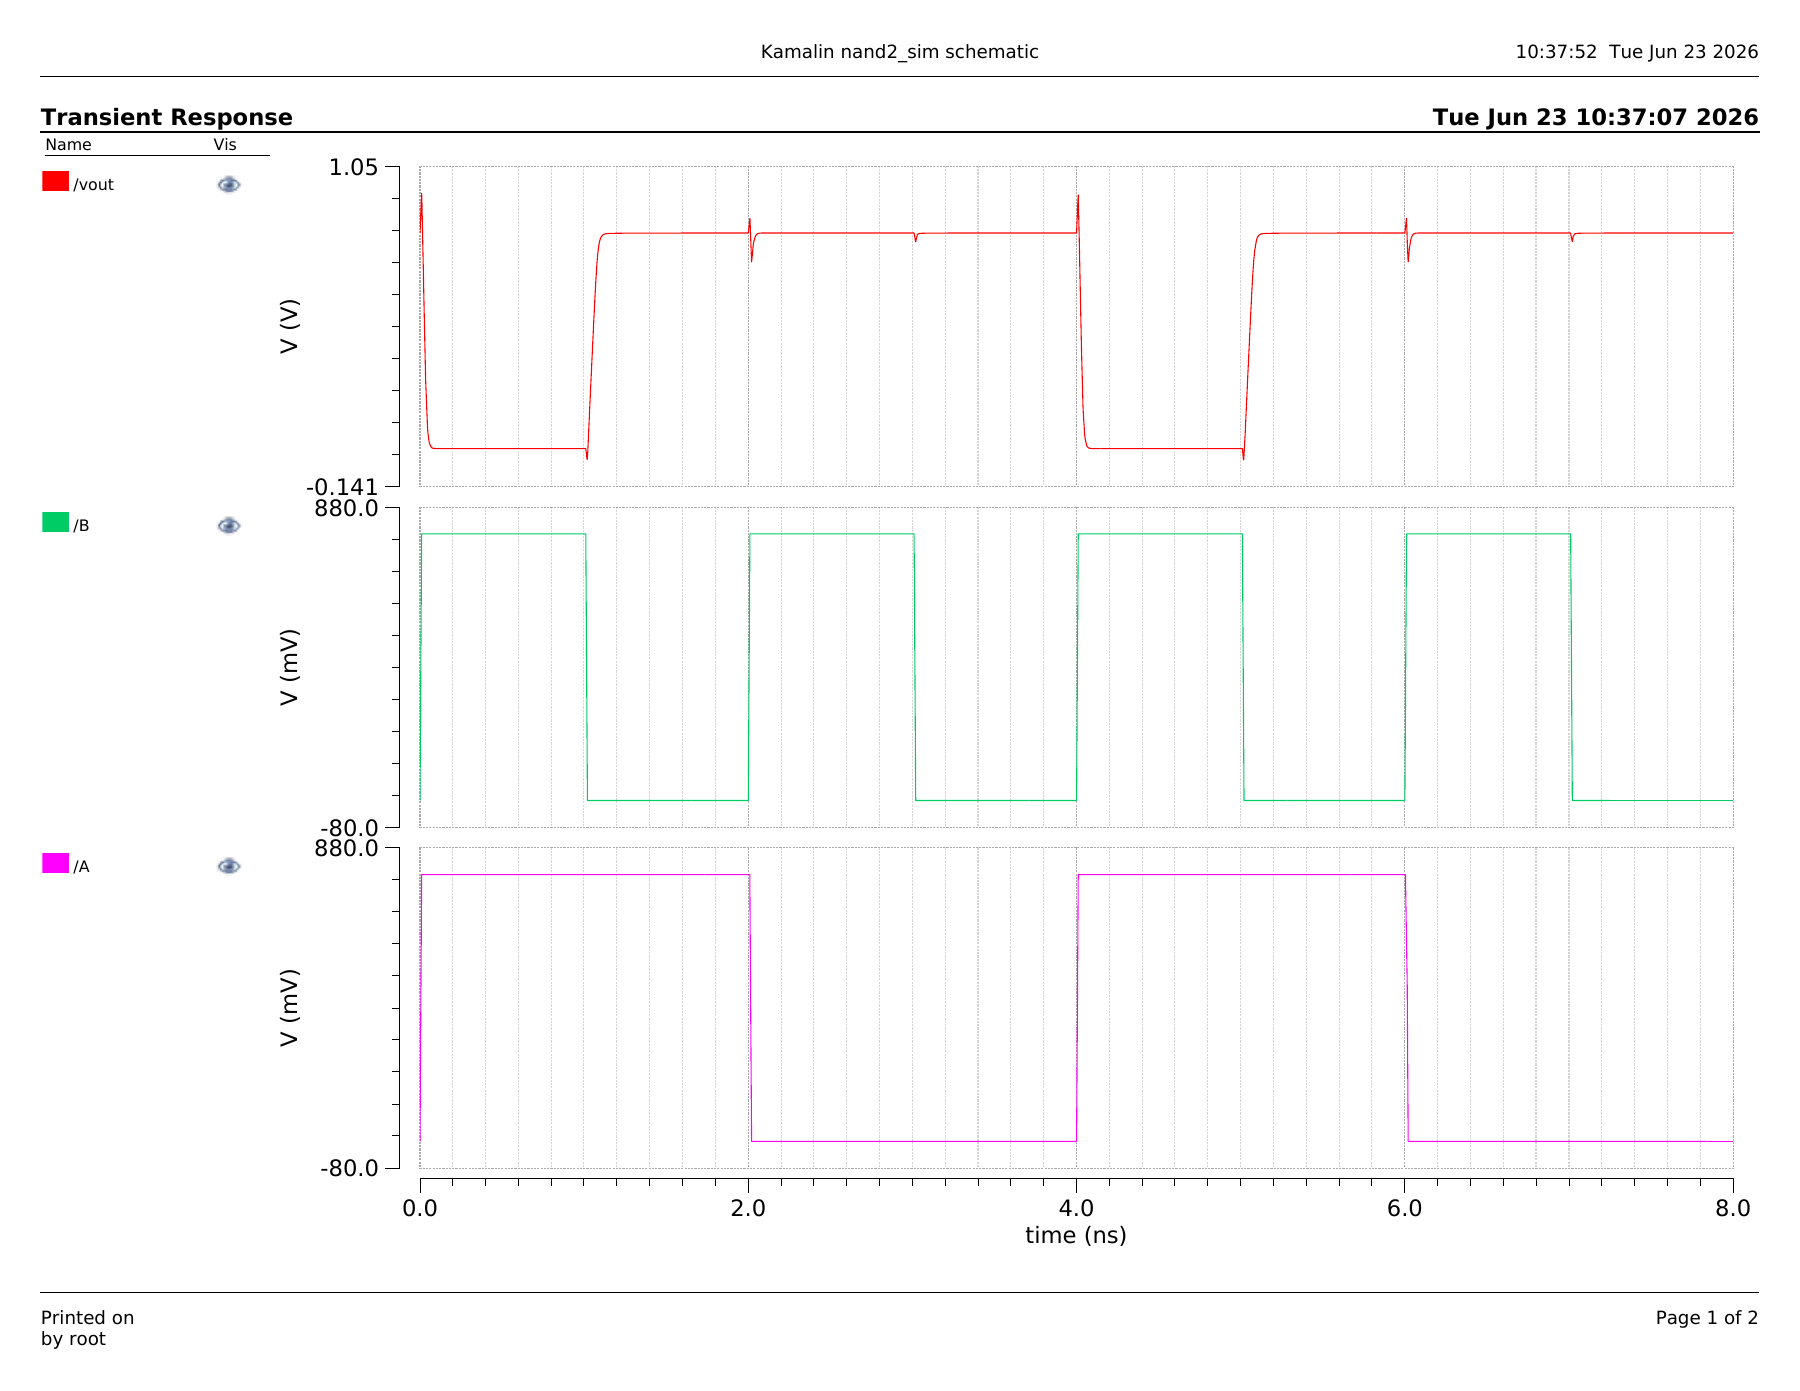 Kamalin nand2_sim schematic
10:37:52 Tue Jun 23 2026
Transient Response
Tue Jun 23 10:37:07 2026
Name Vis
/vout
1.05
V (V)
-0.141
/B
880.0
V (mV)
-80.0
/A
880.0
V (mV)
-80.0
0.0 2.0 4.0 6.0 8.0
time (ns)
Printed on
by root
Page 1 of 2